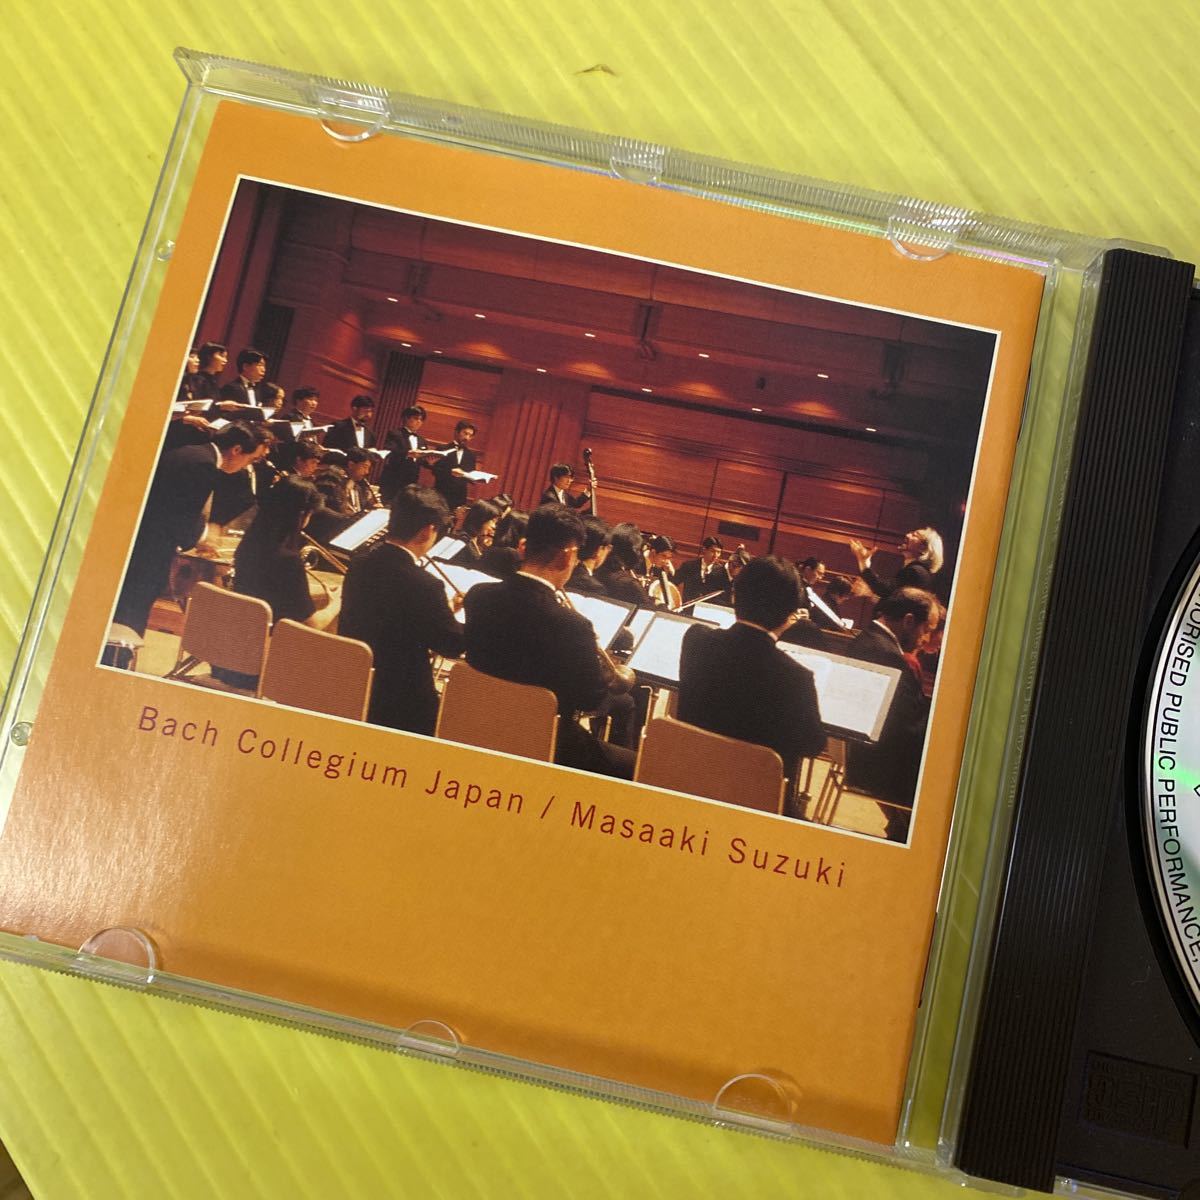 Bach Collegium Japan / Masaaki Suzuki
ORISED PUBLIC PERFORMANCE,